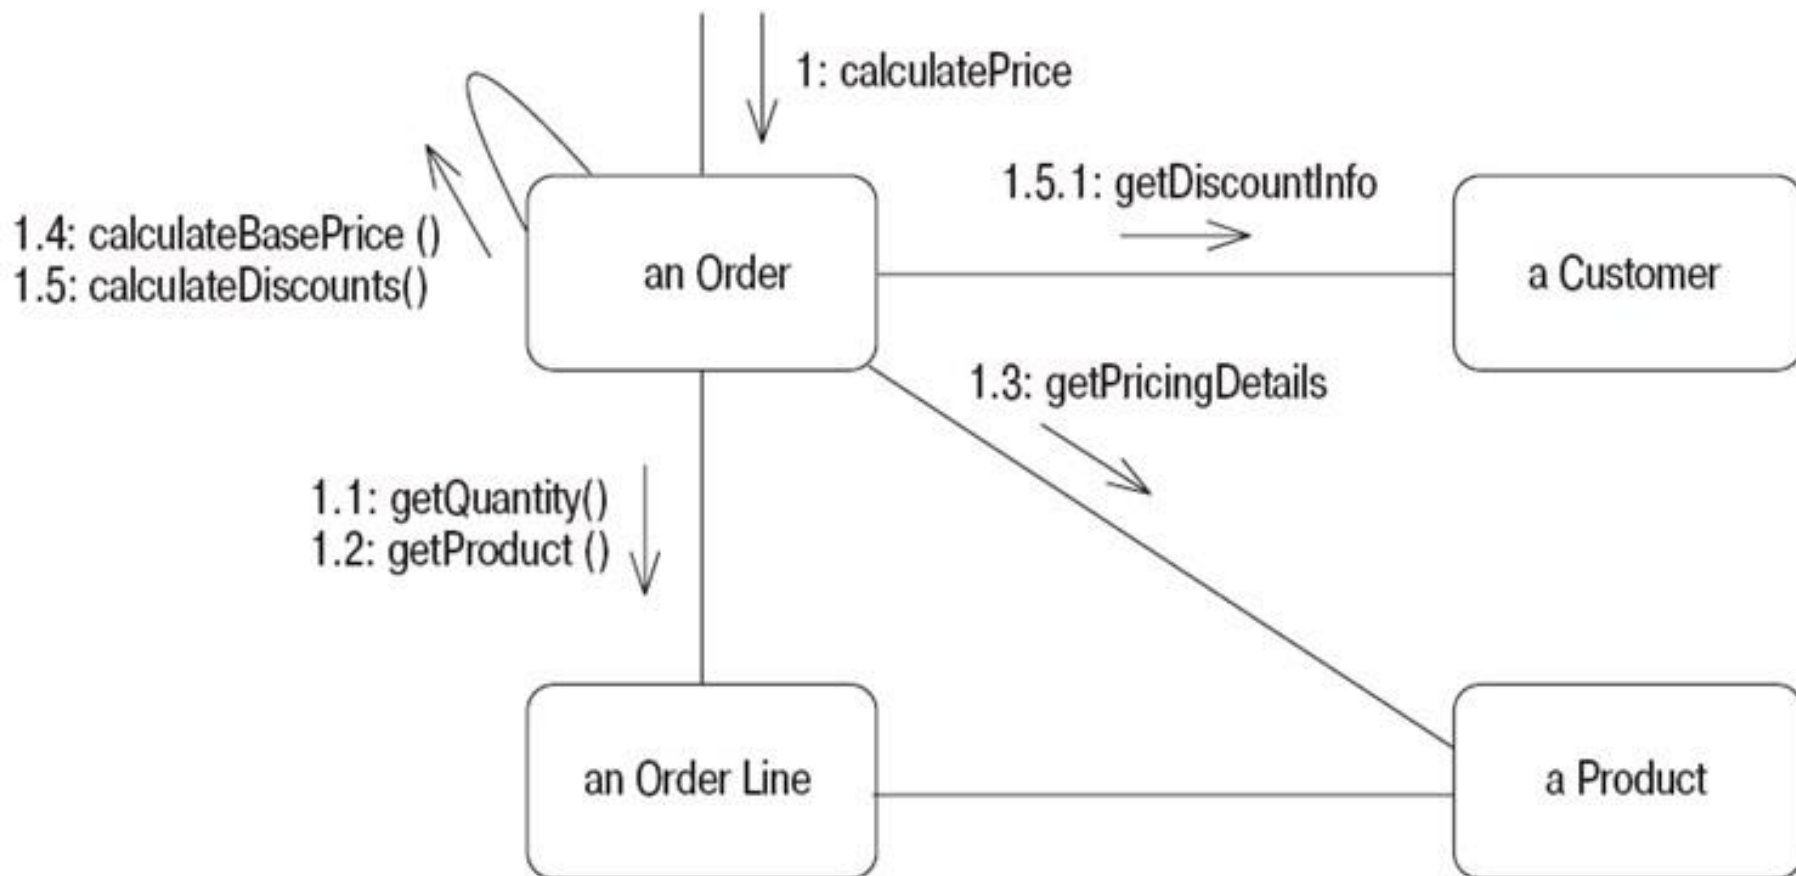 1: calculatePrice
1.5.1: getDiscountInfo
1.4: calculateBasePrice ()
1.5: calculateDiscounts()
an Order
a Customer
1.3: getPricingDetails
1.1: getQuantity()
1.2: getProduct ()
an Order Line
a Product